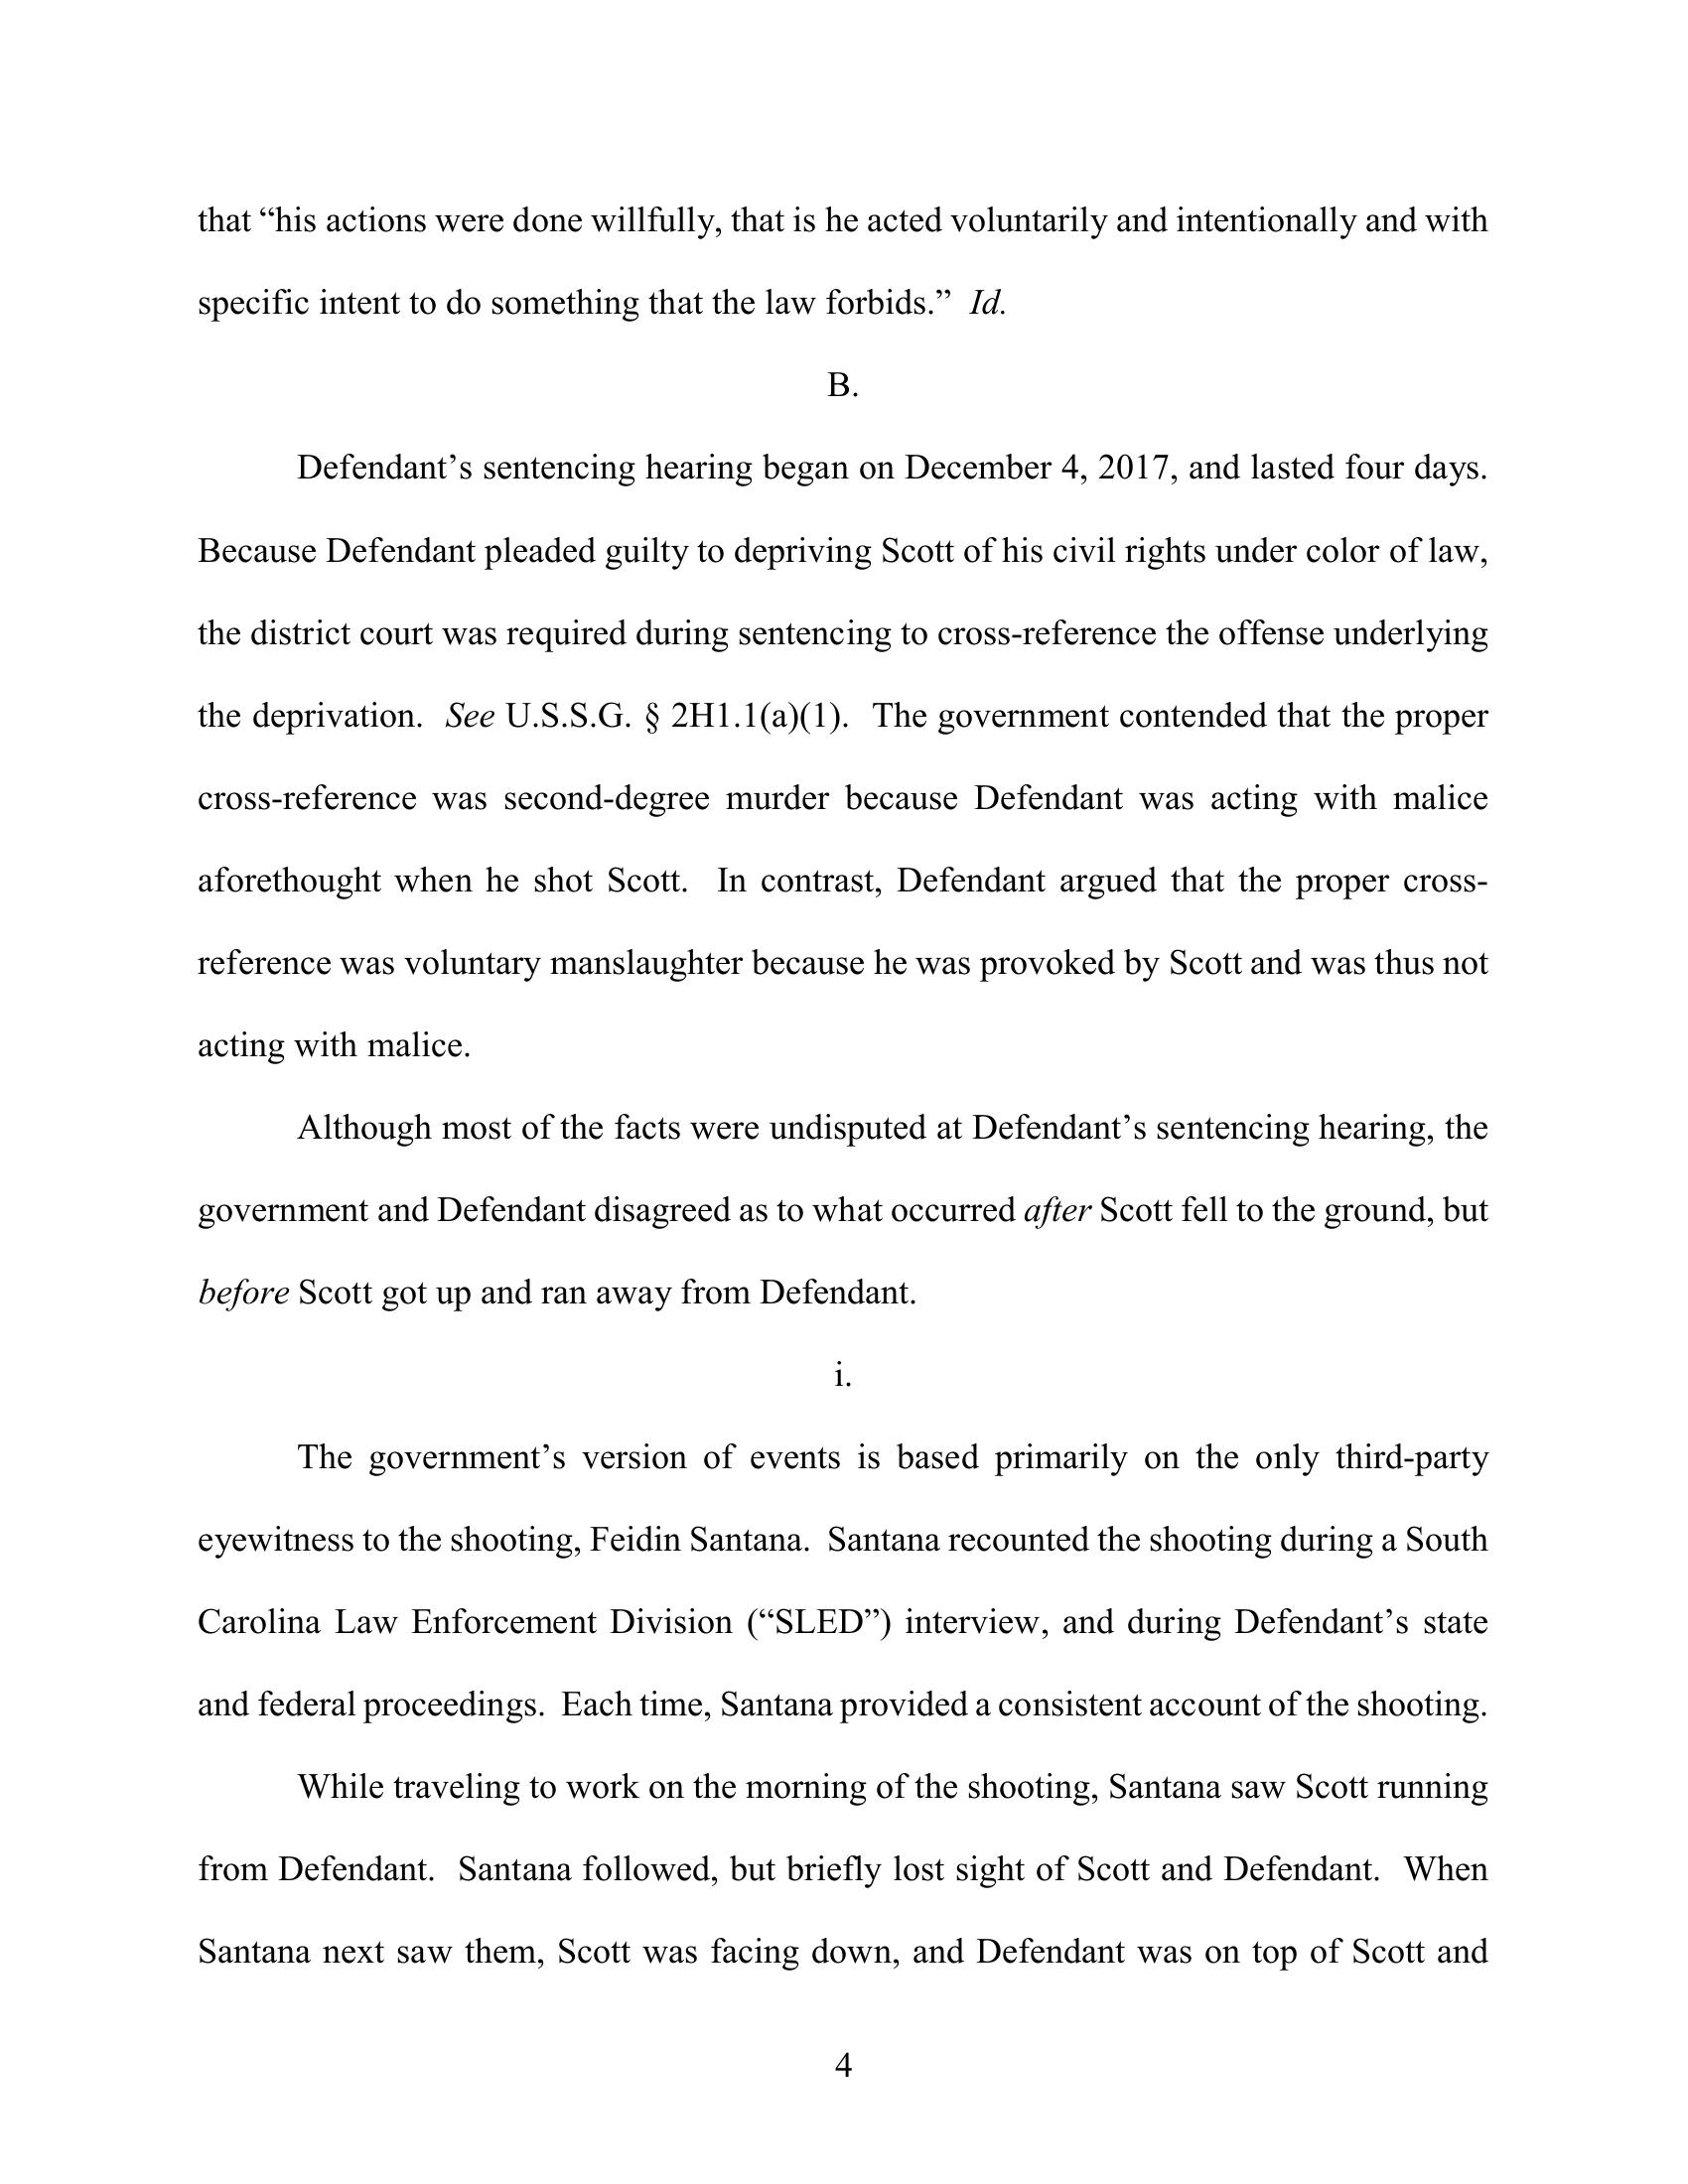 that “his actions were done willfully, that is he acted voluntarily and intentionally and with
specific intent to do something that the law forbids.”  Id.
B.
Defendant’s sentencing hearing began on December 4, 2017, and lasted four days.
Because Defendant pleaded guilty to depriving Scott of his civil rights under color of law,
the district court was required during sentencing to cross-reference the offense underlying
the deprivation.  See U.S.S.G. § 2H1.1(a)(1).  The government contended that the proper
cross-reference was second-degree murder because Defendant was acting with malice
aforethought when he shot Scott.  In contrast, Defendant argued that the proper cross-
reference was voluntary manslaughter because he was provoked by Scott and was thus not
acting with malice.
Although most of the facts were undisputed at Defendant’s sentencing hearing, the
government and Defendant disagreed as to what occurred after Scott fell to the ground, but
before Scott got up and ran away from Defendant.
i.
The government’s version of events is based primarily on the only third-party
eyewitness to the shooting, Feidin Santana.  Santana recounted the shooting during a South
Carolina Law Enforcement Division (“SLED”) interview, and during Defendant’s state
and federal proceedings.  Each time, Santana provided a consistent account of the shooting.
While traveling to work on the morning of the shooting, Santana saw Scott running
from Defendant.  Santana followed, but briefly lost sight of Scott and Defendant.  When
Santana next saw them, Scott was facing down, and Defendant was on top of Scott and
4